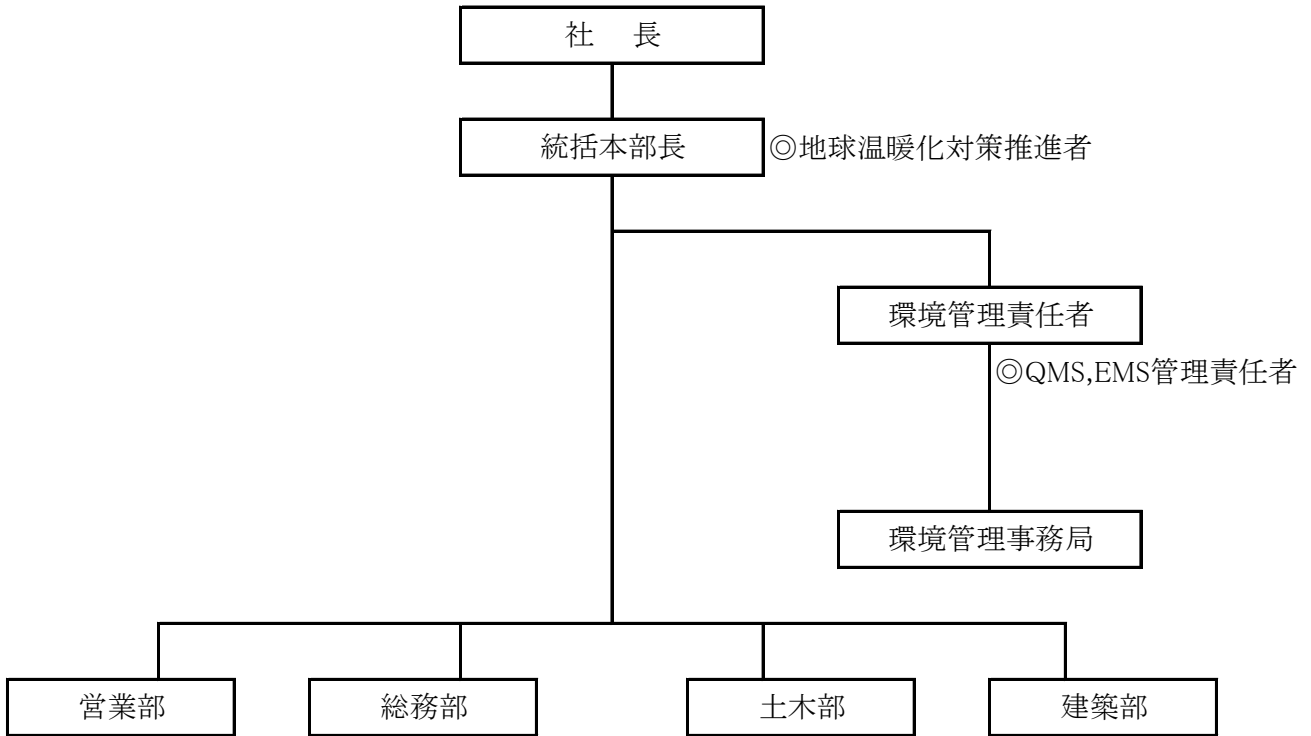 社　長
統括本部長
◎地球温暖化対策推進者
環境管理責任者
◎QMS,EMS管理責任者
環境管理事務局
営業部
総務部
土木部
建築部